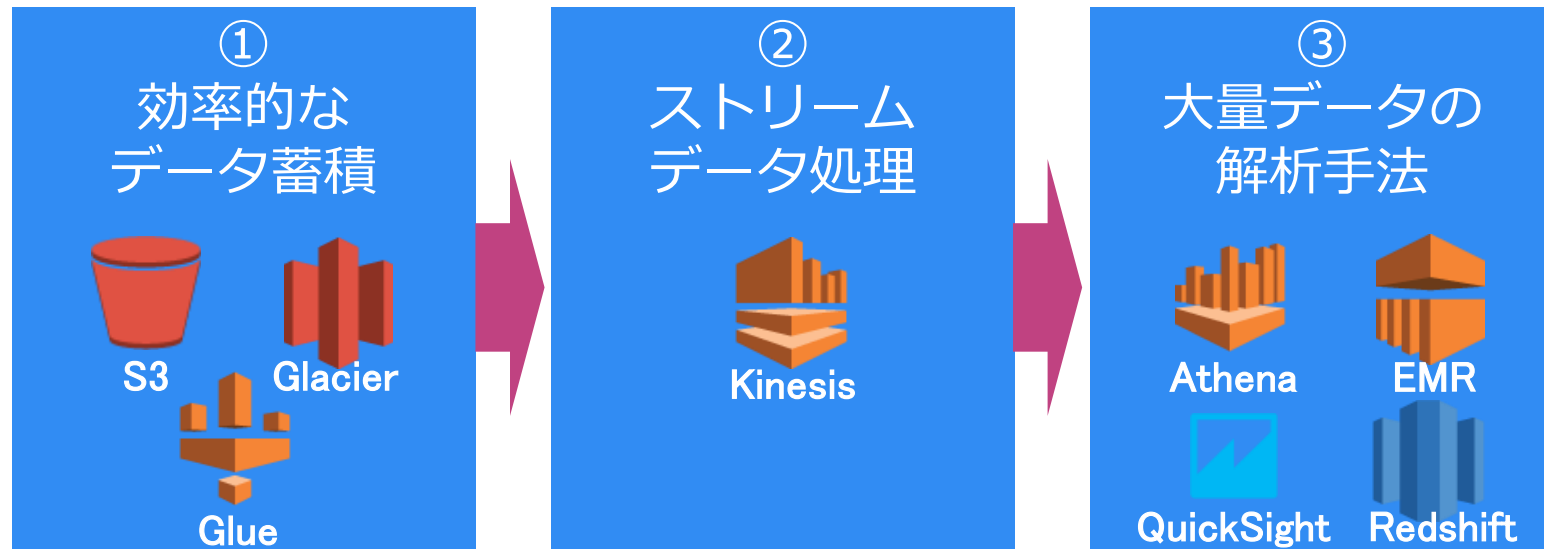 ①
効率的な
データ蓄積
S3
Glacier
Glue
②
ストリーム
データ処理
Kinesis
③
大量データの
解析手法
Athena
EMR
QuickSight
Redshift